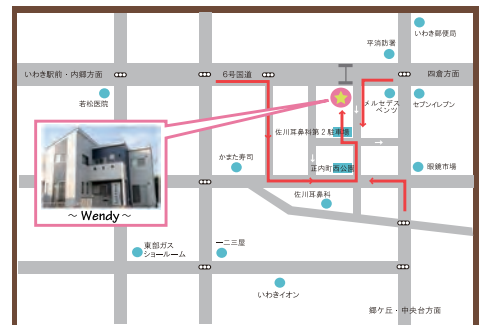 いわき郵便局
平消防署
いわき駅前・内郷方面
6号国道
四倉方面
若松医院
メルセデス
ベンツ
セブンイレブン
佐川耳鼻科第2駐車場
かまた寿司
正内町西公園
眼鏡市場
～Wendy～
佐川耳鼻科
東部ガス
ショールーム
一二三屋
いわきイオン
郷ケ丘・中央台方面